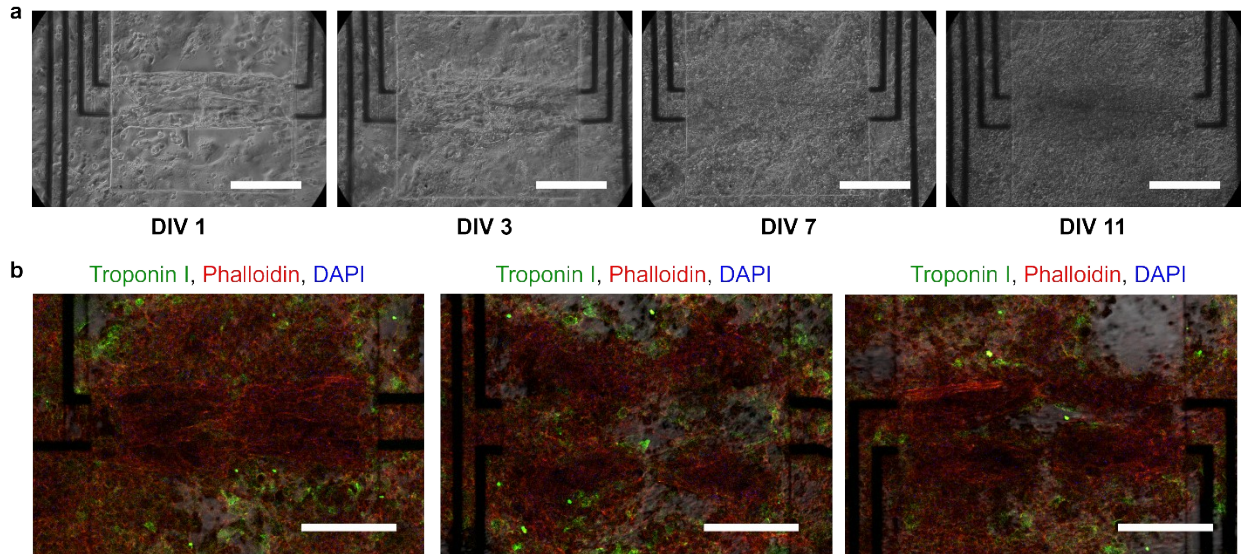 a
DIV 1 DIV 3 DIV 7 DIV 11
b
Troponin I, Phalloidin, DAPI Troponin I, Phalloidin, DAPI Troponin I, Phalloidin, DAPI